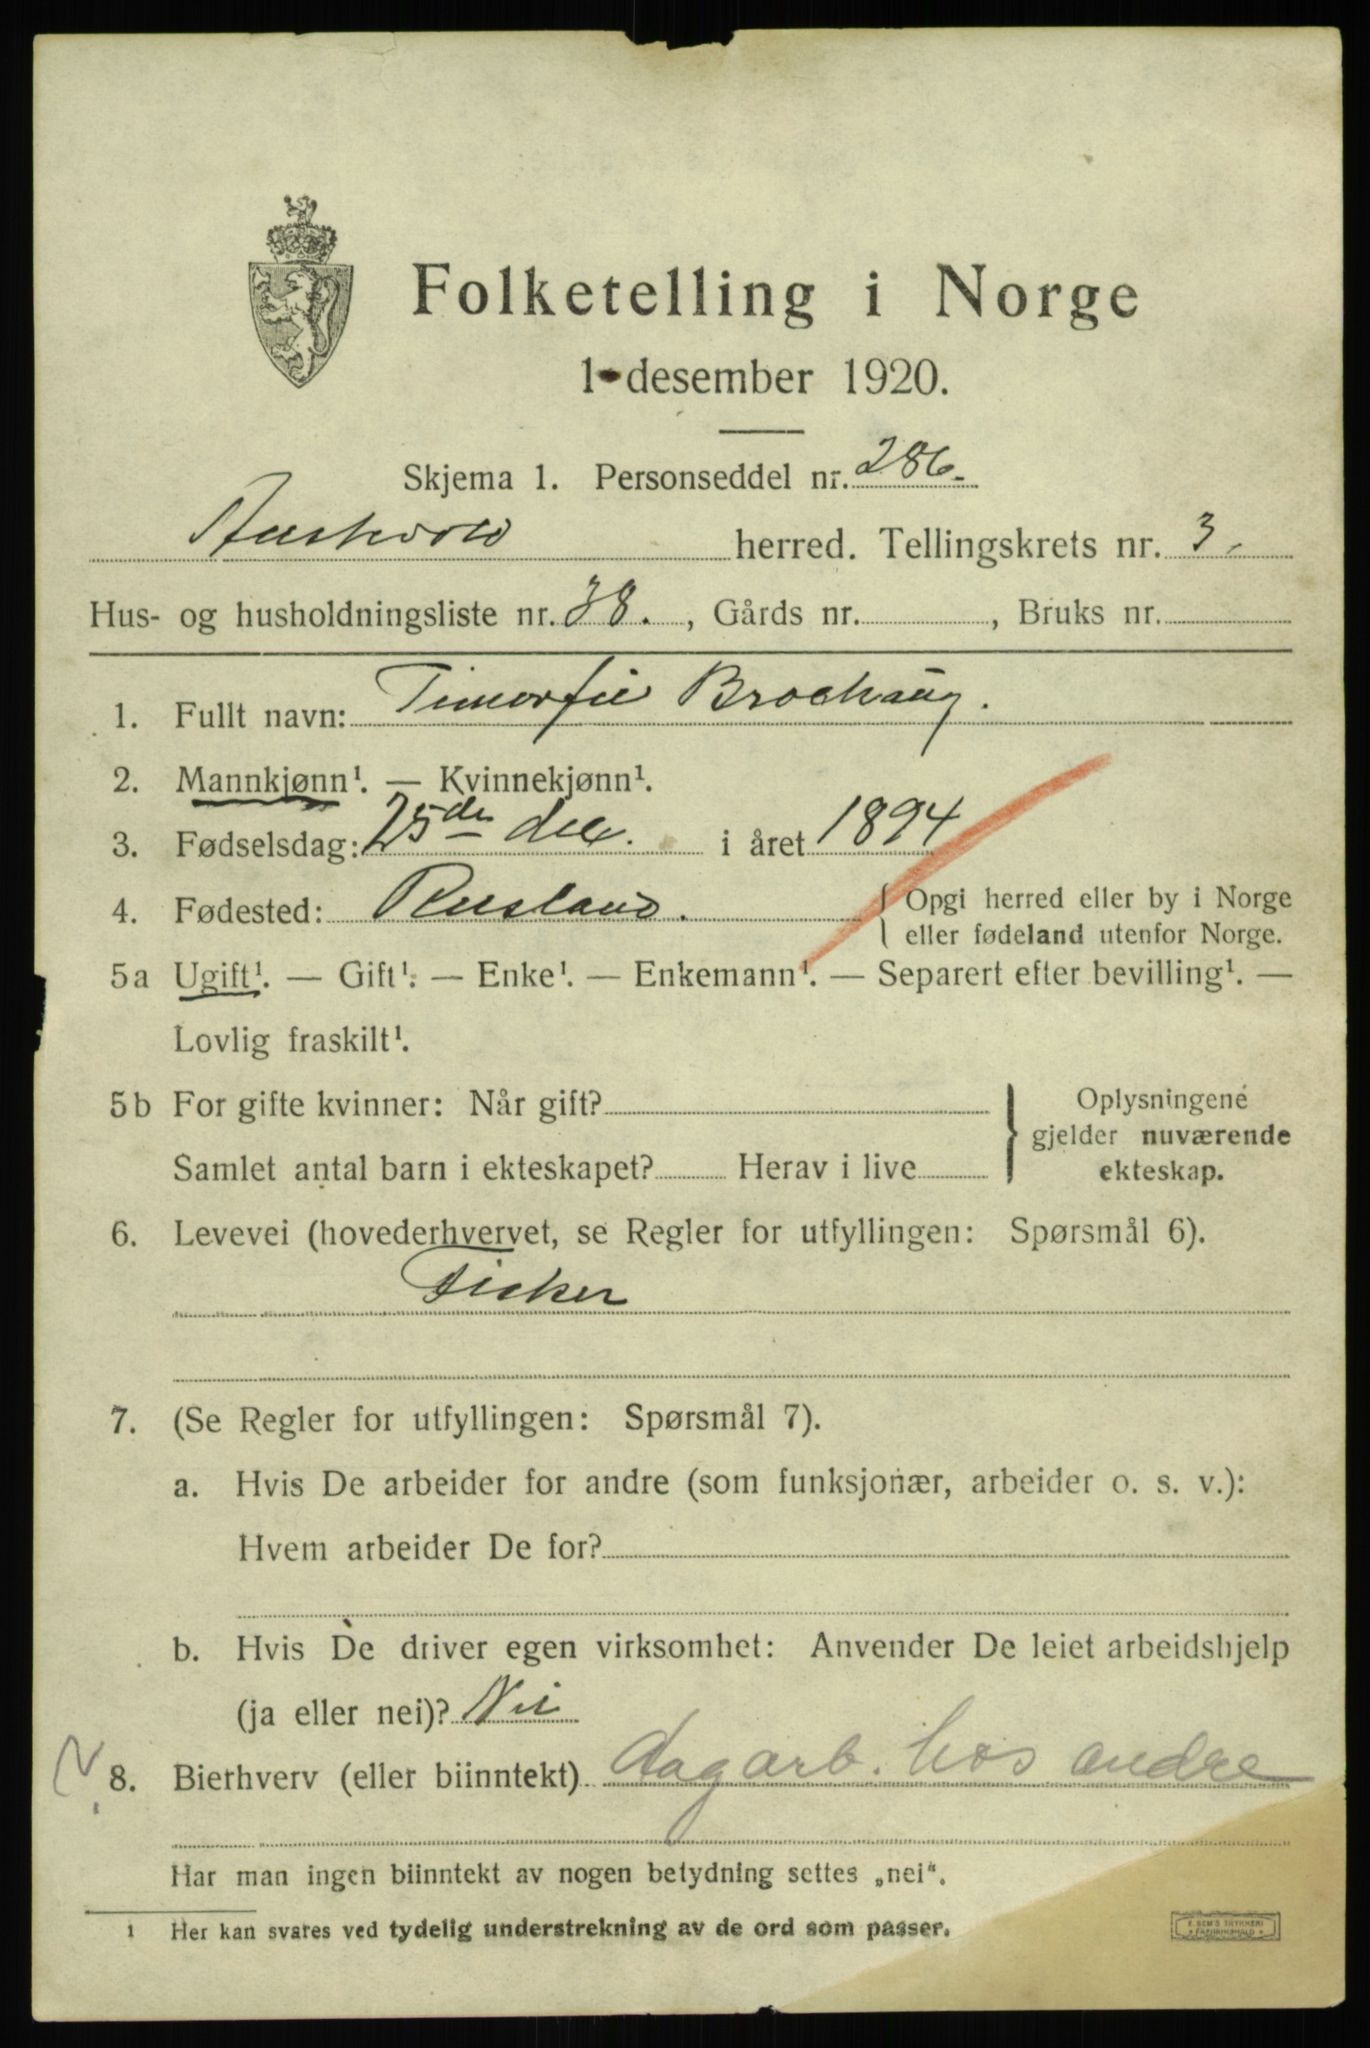 Folketelling i Norge
1 desember 1920.
Skjema 1. Personseddel nr. 286.
Austevold herred. Tellingskrets nr. 3.
Hus- og husholdningsliste nr. 38., Gårds nr. , Bruks nr.
1. Fullt navn: Timorfei Brochaug.
2. Mannkjønn¹. — Kvinnekjønn¹.
3. Fødselsdag: 25de des. i året 1894
4. Fødested: Rusland. { Opgi herred eller by i Norge
eller fødeland utenfor Norge.
5a Ugift¹. — Gift¹. — Enke¹. — Enkemann¹. — Separert efter bevilling¹. —
Lovlig fraskilt¹.
5b For gifte kvinner: Når gift? } Oplysningene
gjelder nuværende
Samlet antal barn i ekteskapet? Herav i live ekteskap.
6. Levevei (hovederhvervet, se Regler for utfyllingen: Spørsmål 6).
Fisker
7. (Se Regler for utfyllingen: Spørsmål 7).
a. Hvis De arbeider for andre (som funksjonær, arbeider o. s. v.):
Hvem arbeider De for?
b. Hvis De driver egen virksomhet: Anvender De leiet arbeidshjelp
(ja eller nei)? Nei
8. Bierhverv (eller biinntekt) dagarb. hos andre
Har man ingen biinntekt av nogen betydning settes „nei“.
1 Her kan svares ved tydelig understrekning av de ord som passer.